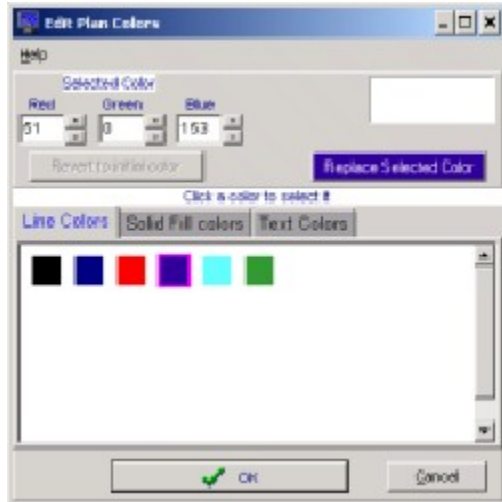 Edit Plan Colors
Help
Selected Color
Red Green Blue
51 0 153
Revert to initial color
Replace Selected Color
Click a color to select it
Line Colors Solid Fill colors Text Colors
OK Cancel